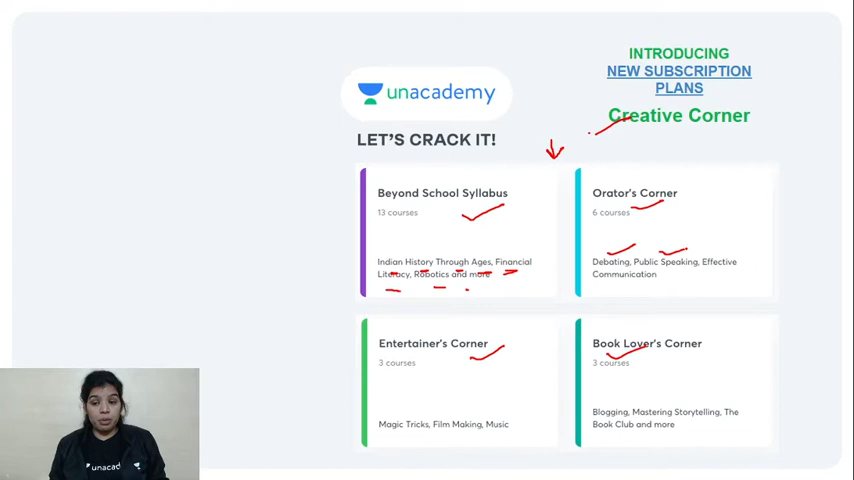 INTRODUCING
NEW SUBSCRIPTION
PLANS
Creative Corner
unacademy
LET'S CRACK IT!
Beyond School Syllabus
13 courses
Indian History Through Ages, Financial
Literacy, Robotics and more
Orator's Corner
6 courses
Debating, Public Speaking, Effective
Communication
Entertainer's Corner
3 courses
Magic Tricks, Film Making, Music
Book Lover's Corner
3 courses
Blogging, Mastering Storytelling, The
Book Club and more
unacademy